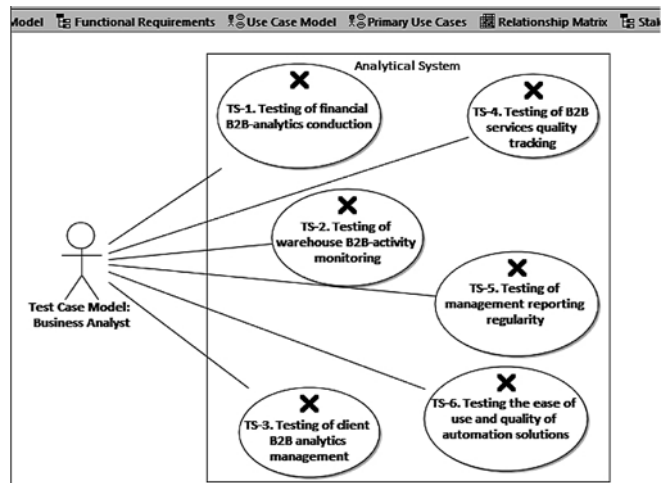 Model Functional Requirements Use Case Model Primary Use Cases Relationship Matrix
Analytical System
TS-1. Testing of financial
B2B-analytics conduction
TS-4. Testing of B2B
services quality
tracking
TS-2. Testing of
warehouse B2B-activity
monitoring
TS-5. Testing of
management reporting
regularity
Test Case Model:
Business Analyst
TS-6. Testing the ease of
use and quality of
automation solutions
TS-3. Testing of client
B2B analytics
management